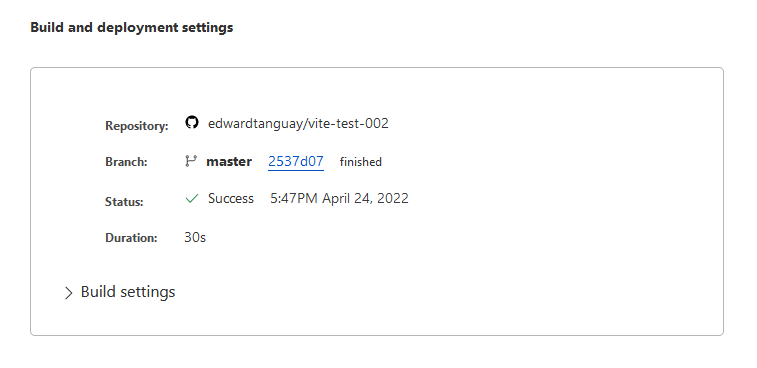 Build and deployment settings
Repository: edwardtanguay/vite-test-002
Branch: master 2537d07 finished
Status: Success 5:47PM April 24, 2022
Duration: 30s
Build settings